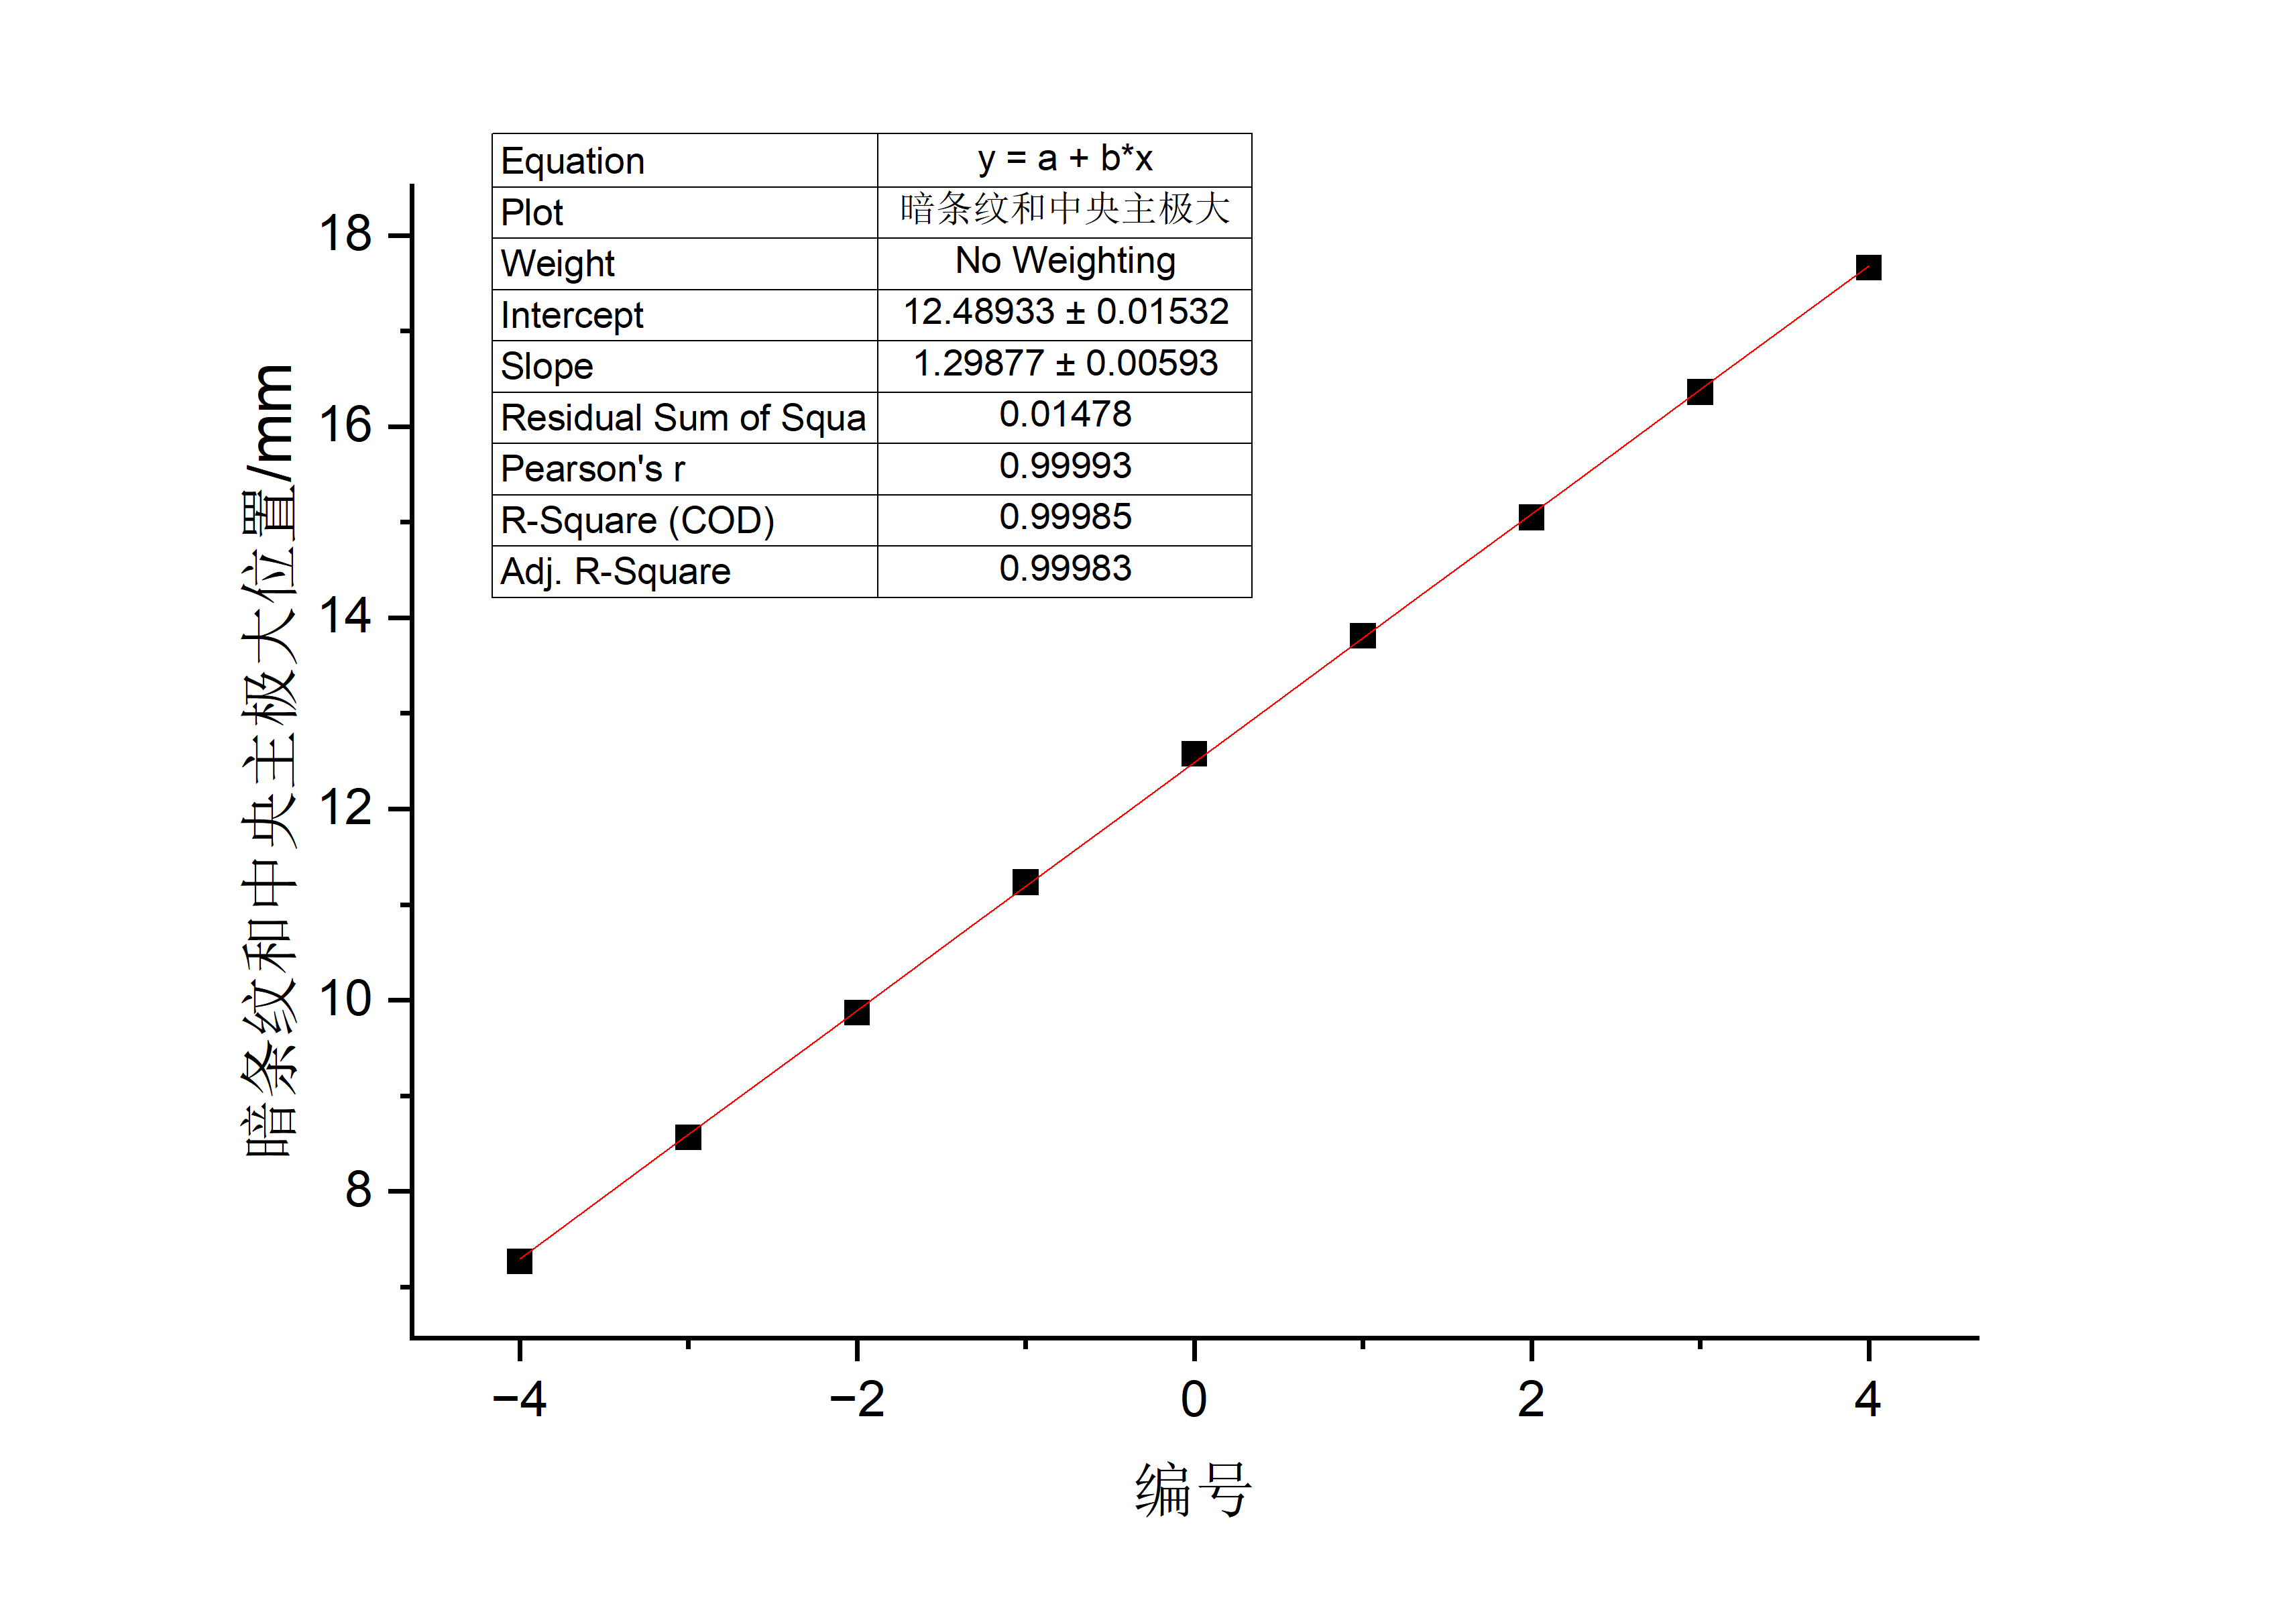 Equation y = a + b*x
Plot 暗条纹和中央主极大
Weight No Weighting
Intercept 12.48933 ± 0.01532
Slope 1.29877 ± 0.00593
Residual Sum of Squa 0.01478
Pearson's r 0.99993
R-Square (COD) 0.99985
Adj. R-Square 0.99983
暗条纹和中央主极大位置/mm
18
16
14
12
10
8
−4 −2 0 2 4
编号